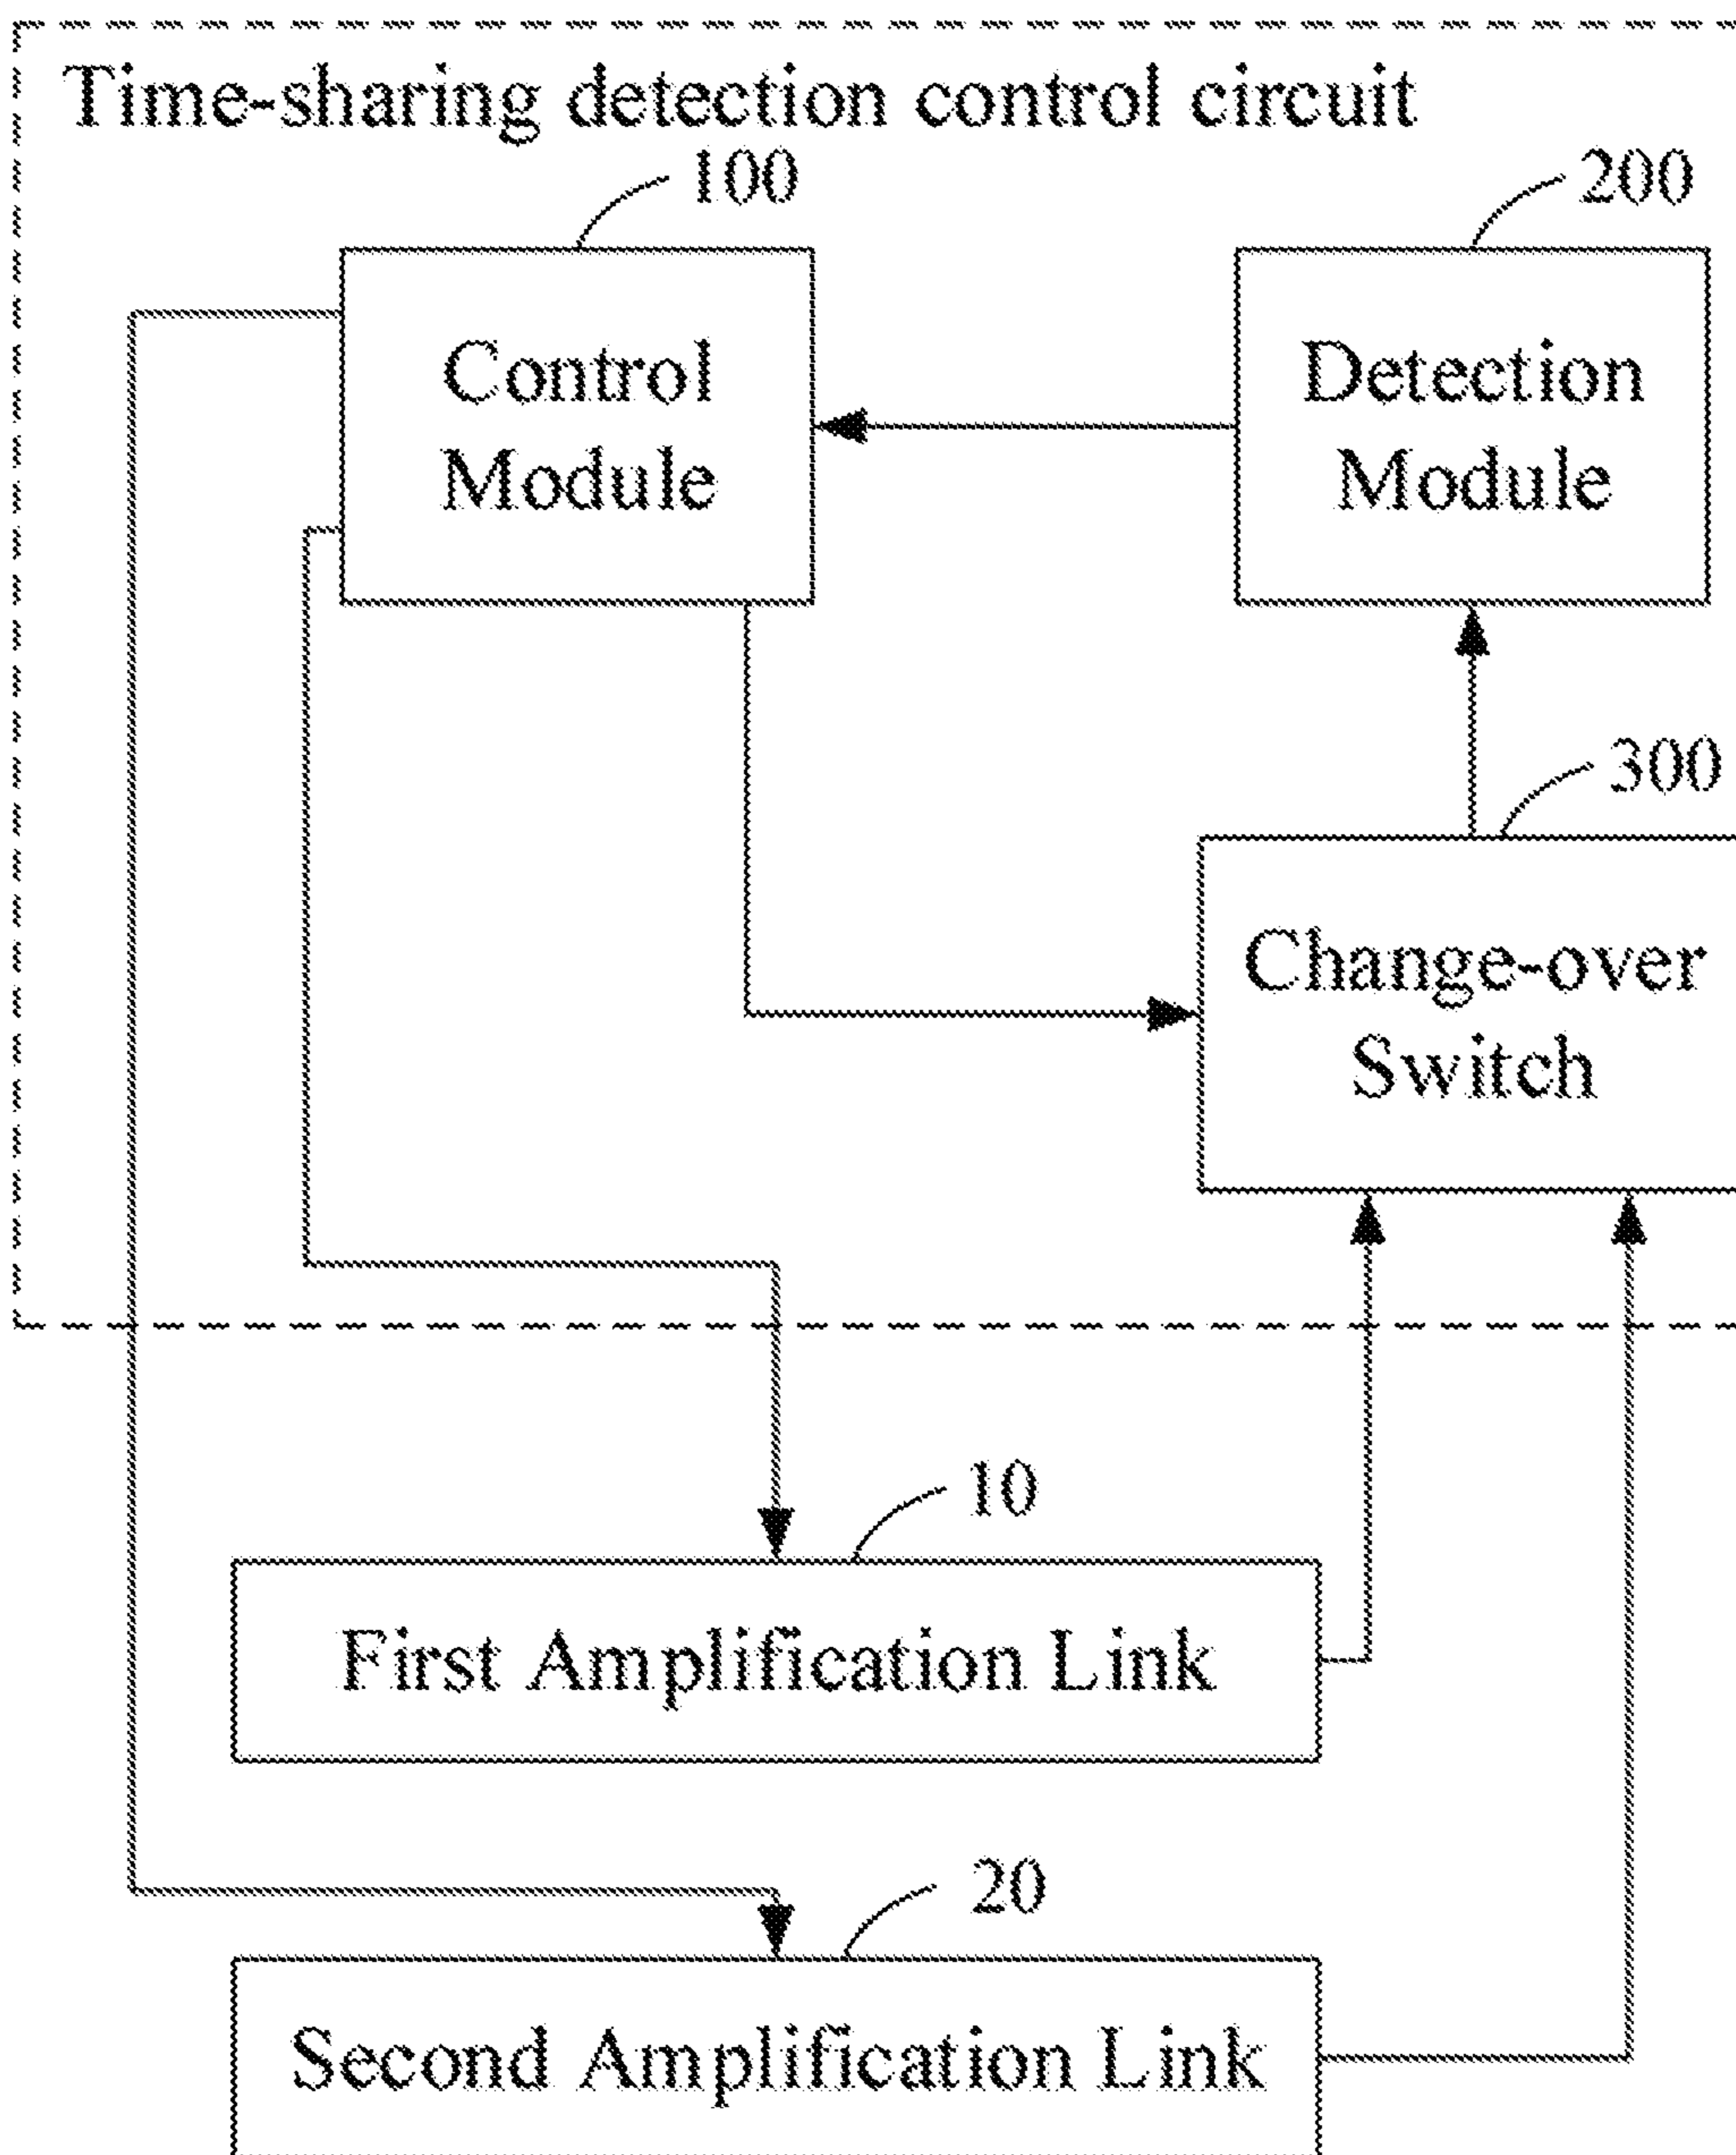 Time-sharing detection control circuit
100
200
Control
Module
Detection
Module
300
Change-over
Switch
10
First Amplification Link
20
Second Amplification Link